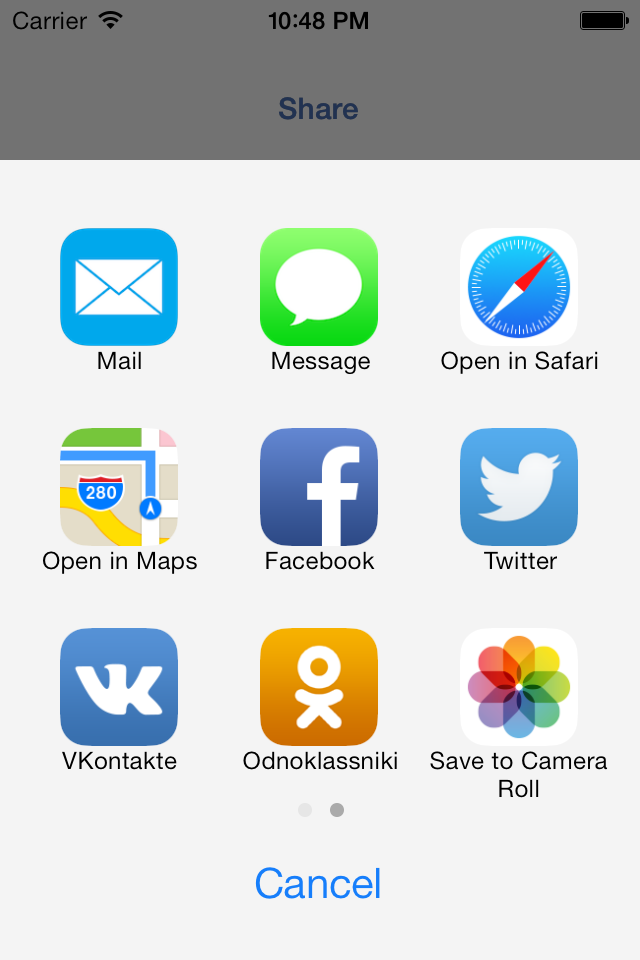 Carrier 10:48 PM
Share
Mail Message Open in Safari
280
Open in Maps Facebook Twitter
VKontakte Odnoklassniki Save to Camera
Roll
Cancel